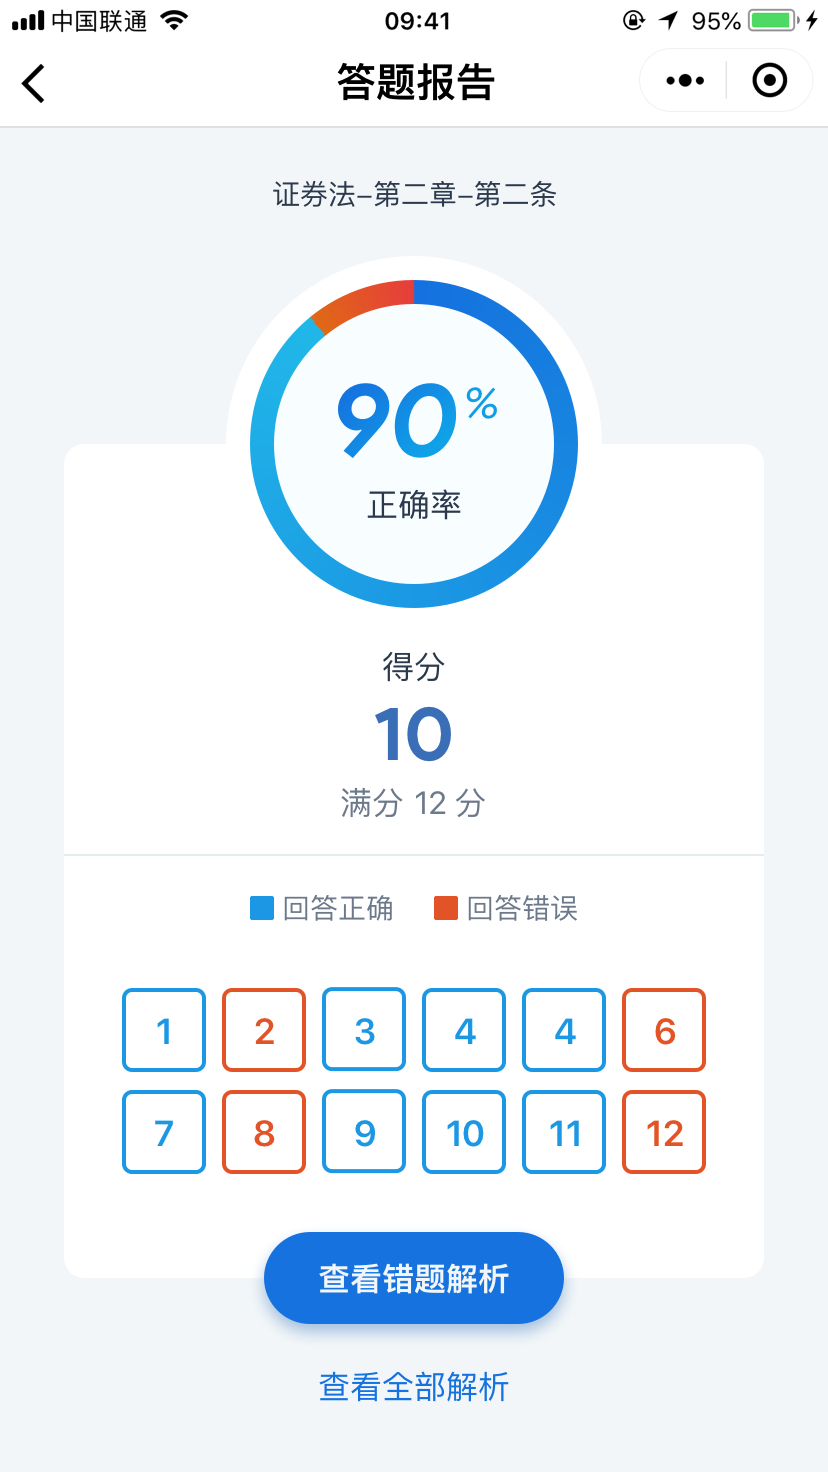 中国联通 09:41 95%
答题报告
证券法–第二章–第二条
90%
正确率
得分
10
满分 12 分
回答正确 回答错误
1 2 3 4 4 6
7 8 9 10 11 12
查看错题解析
查看全部解析